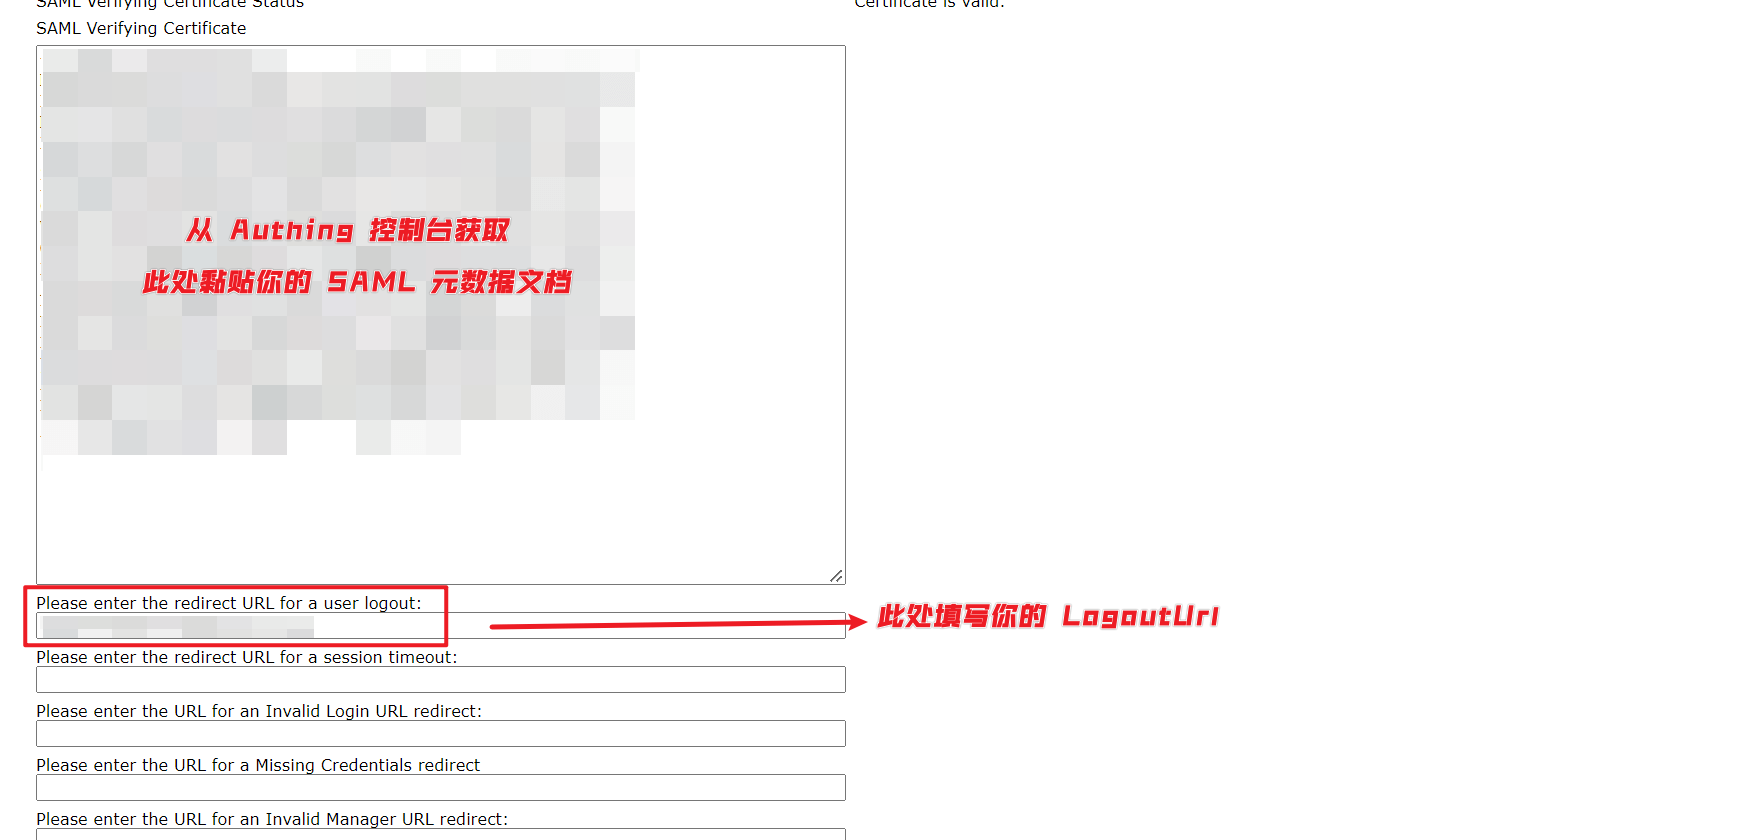 SAML Verifying Certificate Status
Certificate is valid.
SAML Verifying Certificate
从 Authing 控制台获取
此处黏贴你的 SAML 元数据文档
Please enter the redirect URL for a user logout:
此处填写你的 LogoutUrl
Please enter the redirect URL for a session timeout:
Please enter the URL for an Invalid Login URL redirect:
Please enter the URL for a Missing Credentials redirect
Please enter the URL for an Invalid Manager URL redirect: